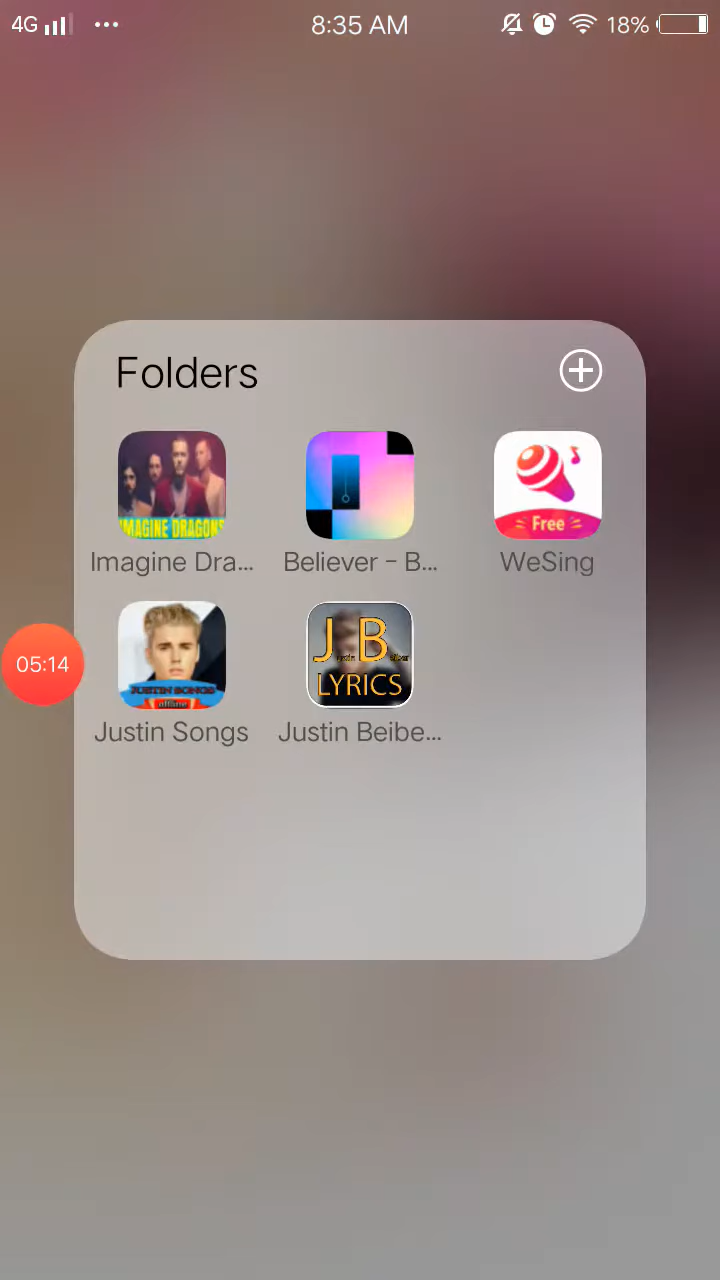 4G ... 8:35 AM 18%
Folders
IMAGINE DRAGONS
Free
Imagine Dra... Believer - B... WeSing
05:14
JUSTIN SONGS
offline
J B
LYRICS
Justin Songs Justin Beibe...